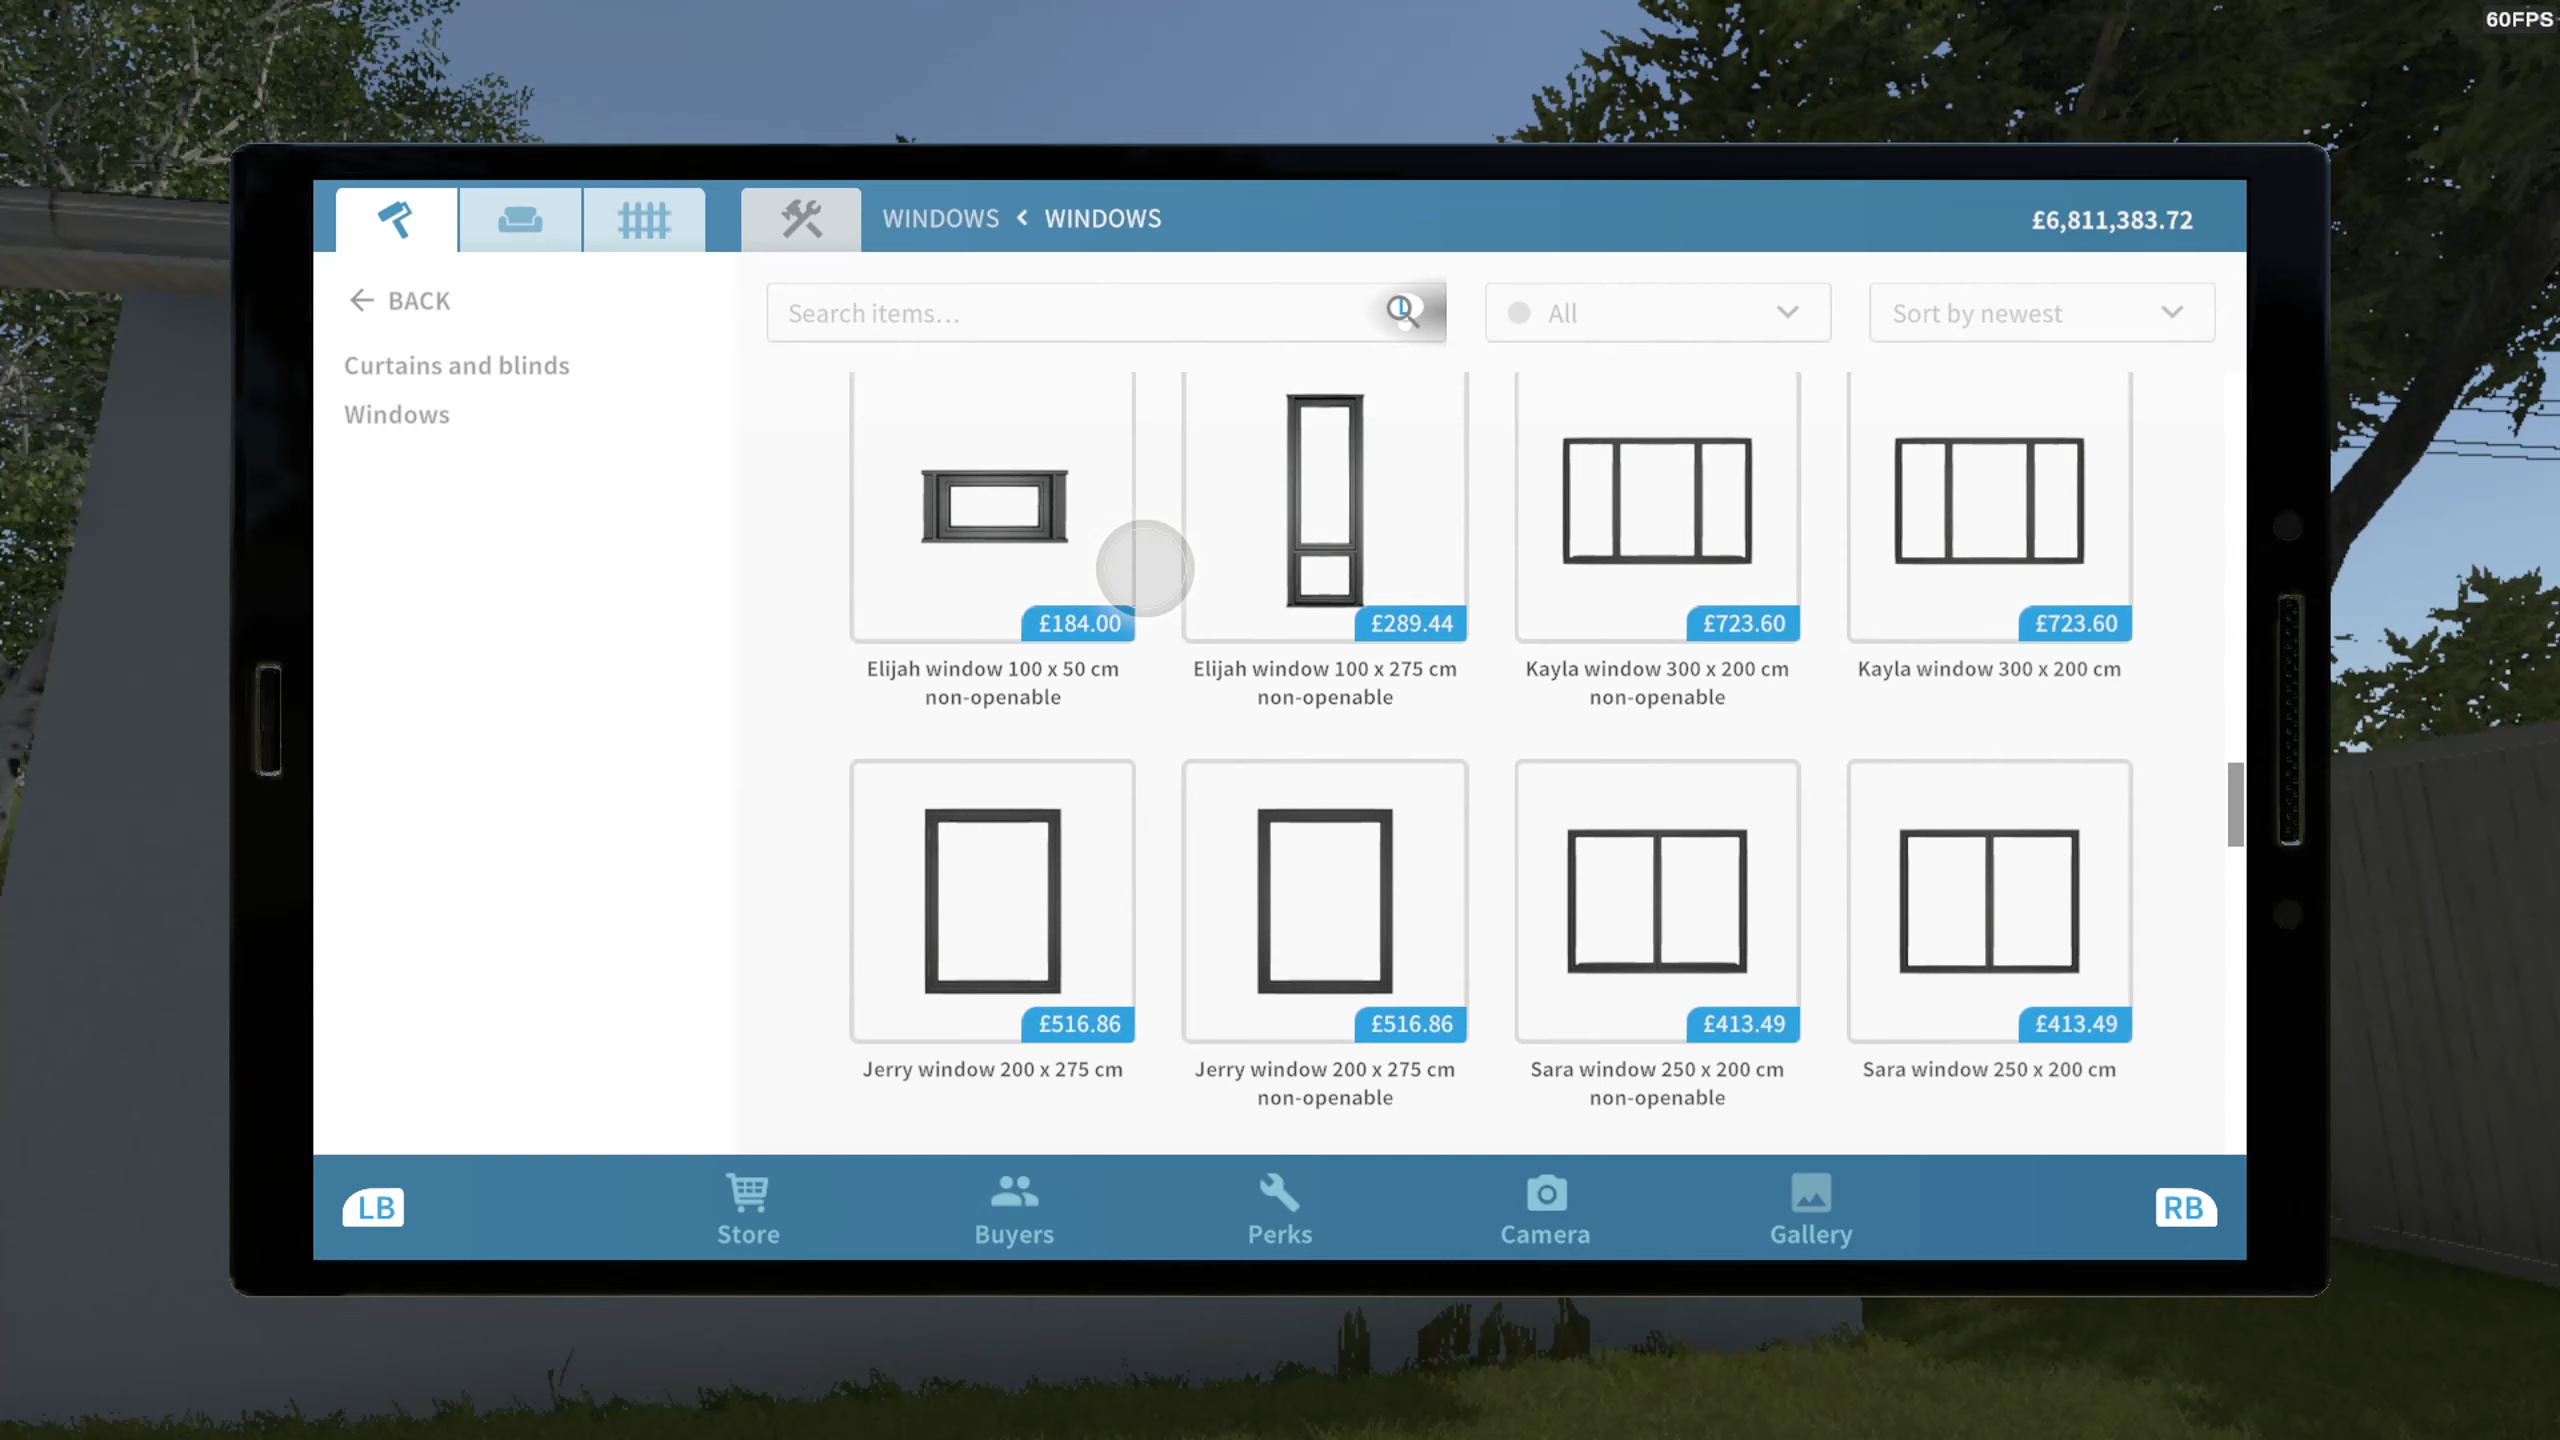 60FPS
WINDOWS < WINDOWS
£6,811,383.72
BACK
Search items...
All
Sort by newest
Curtains and blinds
Windows
£184.00
£289.44
£723.60
£723.60
Elijah window 100 x 50 cm
non-openable
Elijah window 100 x 275 cm
non-openable
Kayla window 300 x 200 cm
non-openable
Kayla window 300 x 200 cm
£516.86
£516.86
£413.49
£413.49
Jerry window 200 x 275 cm
Jerry window 200 x 275 cm
non-openable
Sara window 250 x 200 cm
non-openable
Sara window 250 x 200 cm
LB
Store
Buyers
Perks
Camera
Gallery
RB